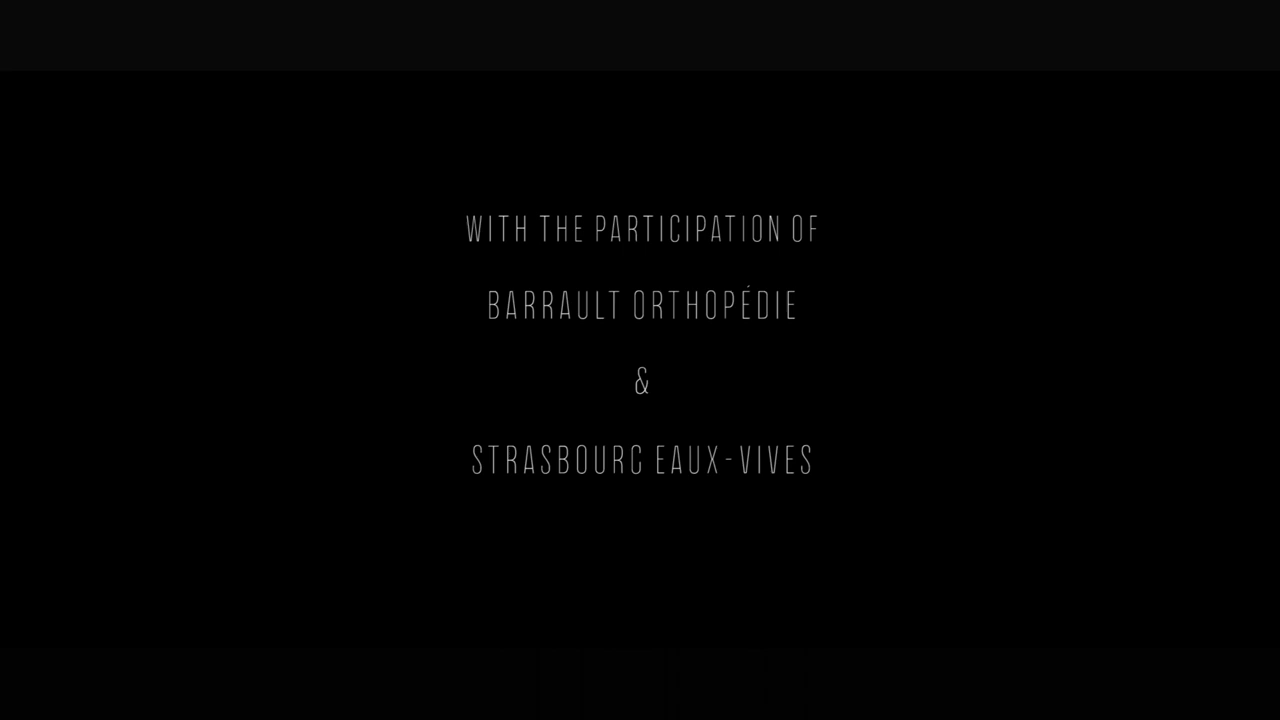 WITH THE PARTICIPATION OF
BARRAULT ORTHOPÉDIE
&
STRASBOURG EAUX-VIVES